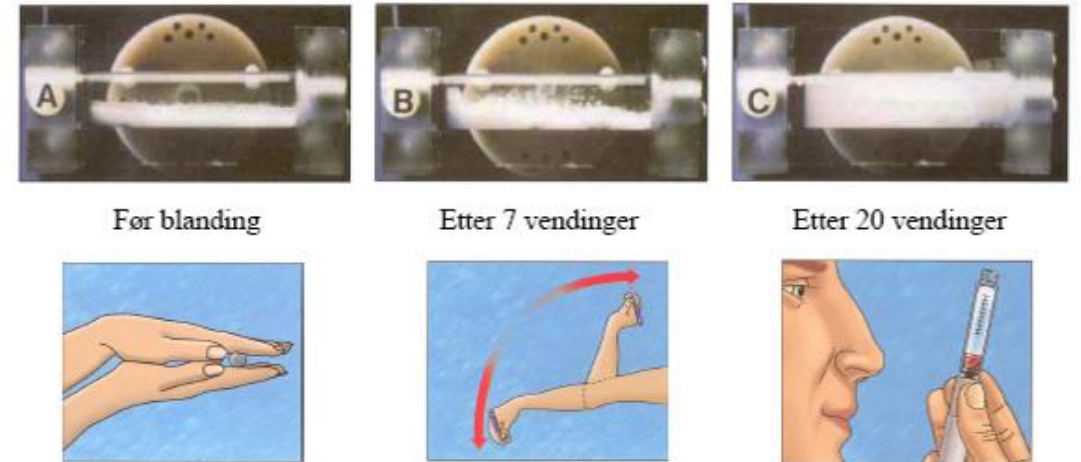 A
B
C
Før blanding
Etter 7 vendinger
Etter 20 vendinger